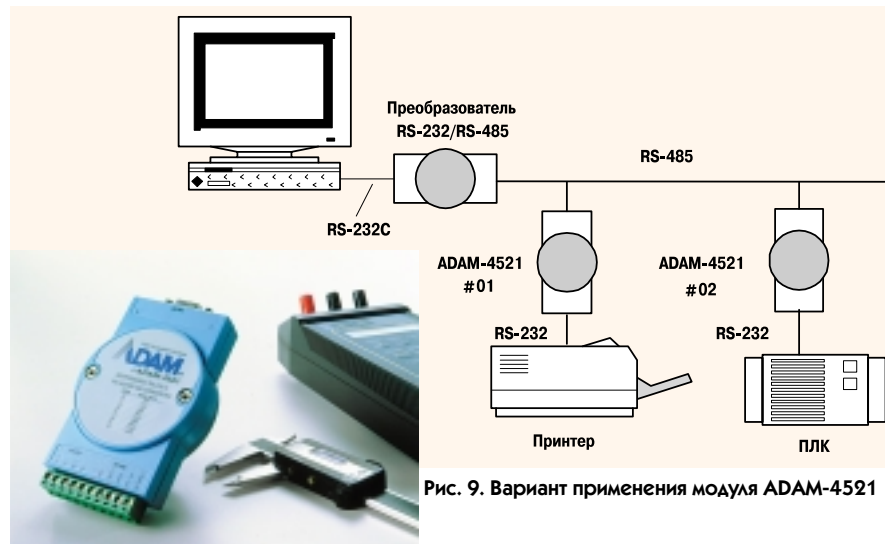 Преобразователь
RS-232/RS-485
RS-485
RS-232C
ADAM-4521
#01
ADAM-4521
#02
RS-232
RS-232
Принтер
ПЛК
ADAM
Рис. 9. Вариант применения модуля ADAM-4521